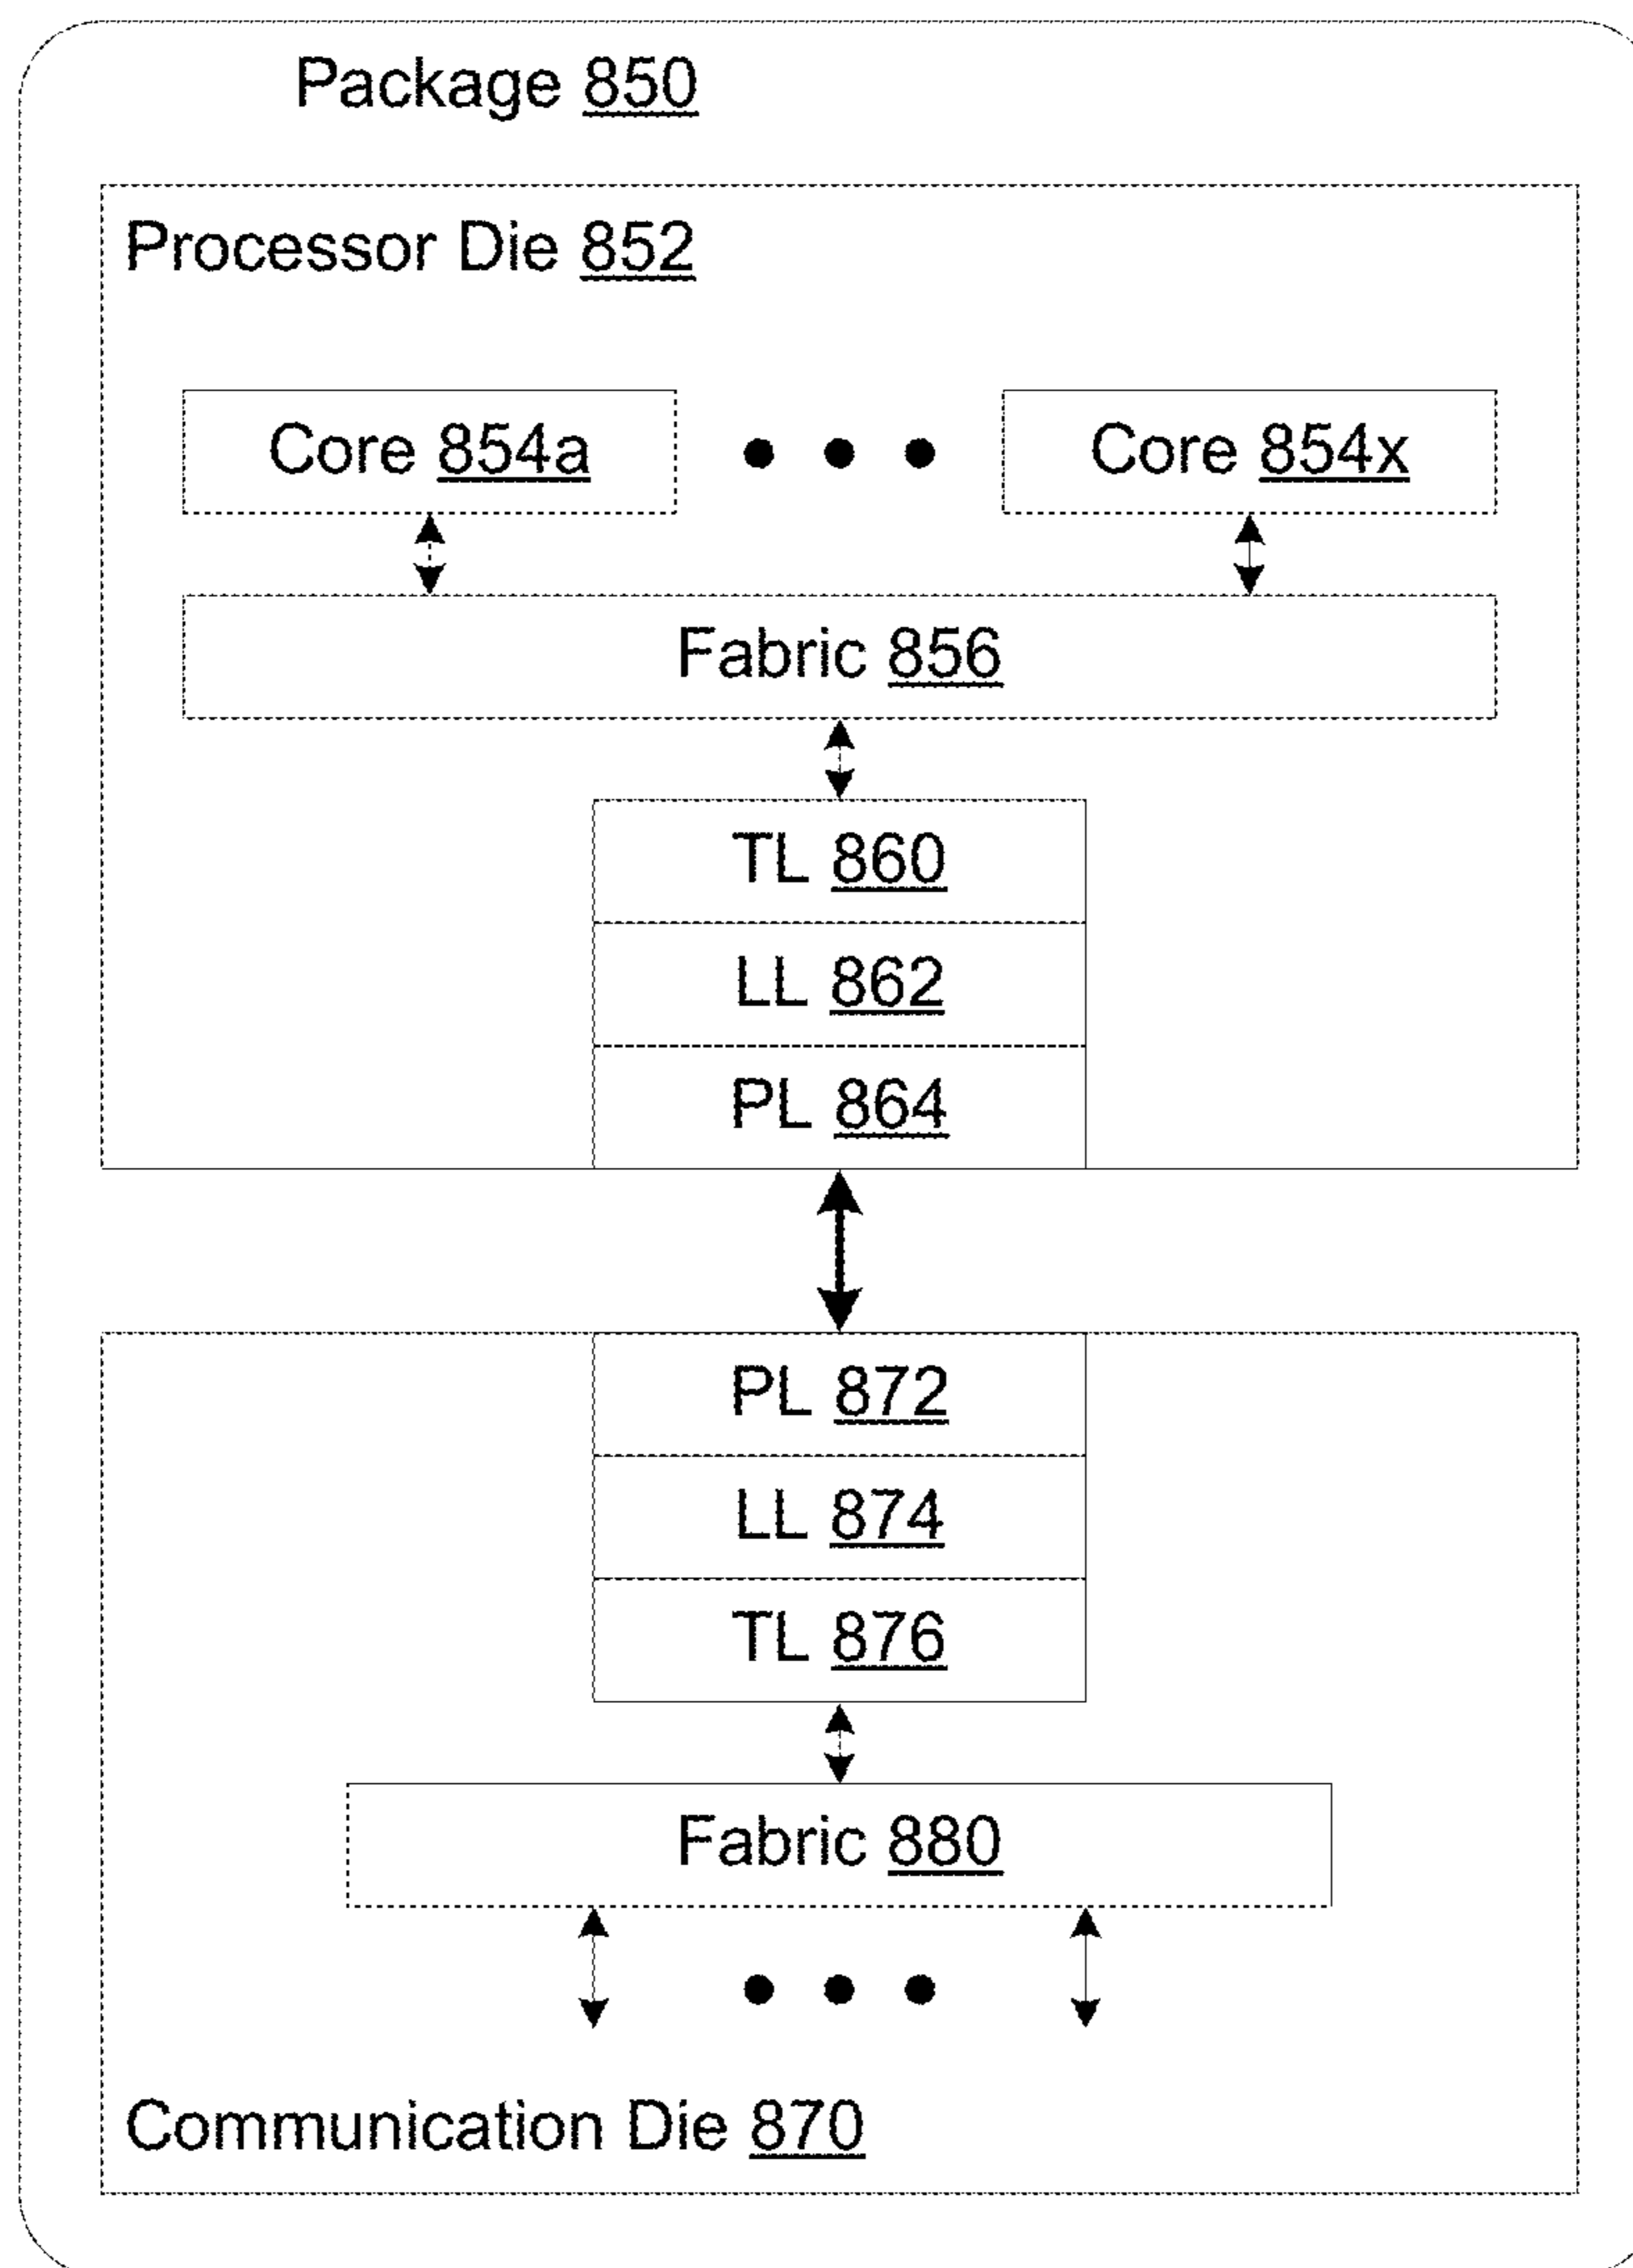 Package 850
Processor Die 852
Core 854a
Core 854x
Fabric 856
TL 860
LL 862
PL 864
PL 872
LL 874
TL 876
Fabric 880
Communication Die 870